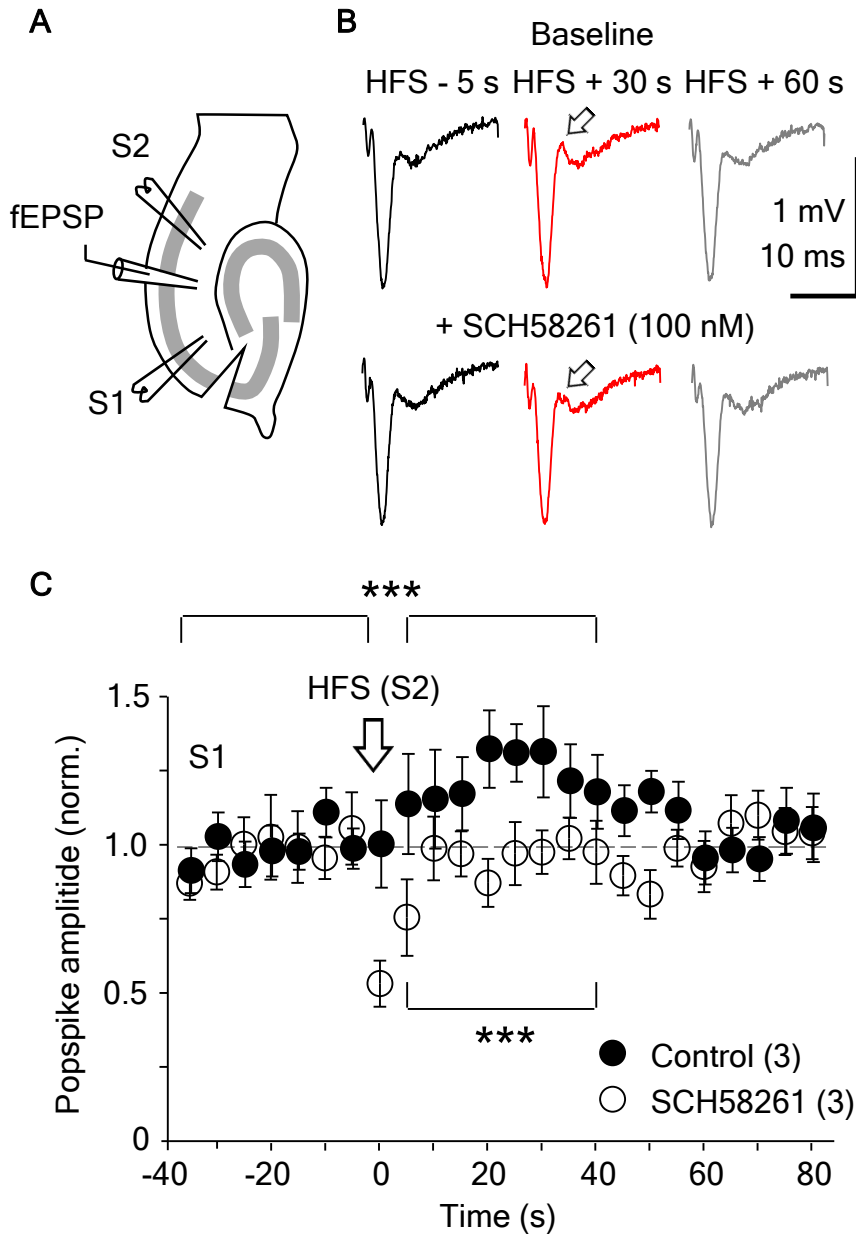 A
B
Baseline
HFS - 5 s HFS + 30 s HFS + 60 s
S2
fEPSP
S1
1 mV
10 ms
+ SCH58261 (100 nM)
C
***
HFS (S2)
S1
1.5
1.0
0.5
0
Popspike amplitide (norm.)
***
Control (3)
SCH58261 (3)
-40 -20 0 20 40 60 80
Time (s)